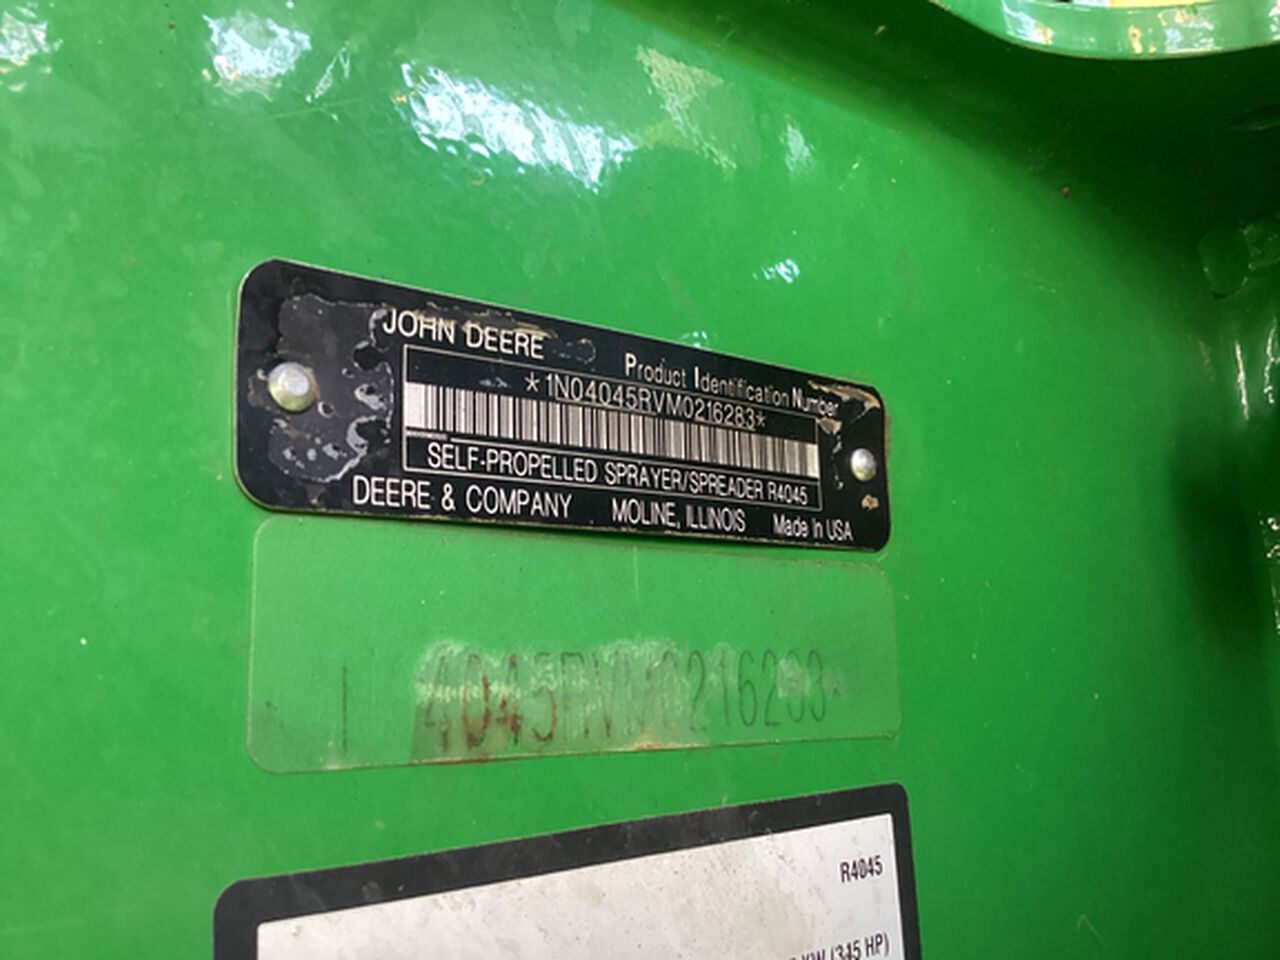 JOHN DEERE
Product Identification Number
*1N04045RVM0216283*
SELF-PROPELLED SPRAYER/SPREADER R4045
DEERE & COMPANY MOLINE, ILLINOIS Made In USA
R4045
KW (345 HP)